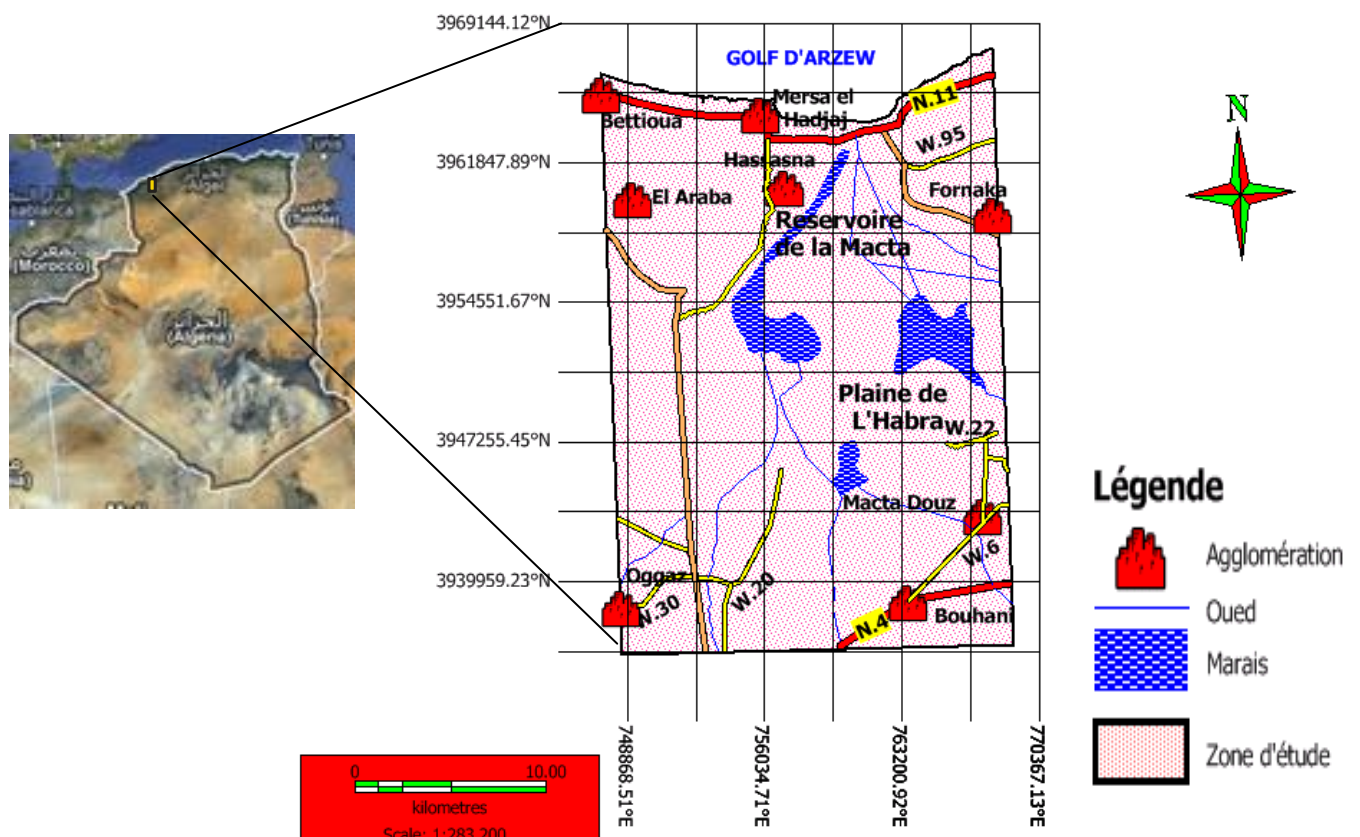 3969144.12°N
3961847.89°N
3954551.67°N
3947255.45°N
3939959.23°N
GOLF D'ARZEW
Bettioua
Mersa el
Hadjaj
N.11
W.95
Hassasna
El Araba
Fornaka
Reservoire
de la Macta
Plaine de
L'Habra
W.22
Macta Douz
W.6
Oggaz
N.30
W.20
N.4
Bouhani
748868.51°E
756034.71°E
763200.92°E
770367.13°E
(Morocco)
الجزائر
(Algeria)
(Tunisia)
N
Légende
Agglomération
Oued
Marais
Zone d'étude
0 10.00
kilometres
Scale: 1:283,200